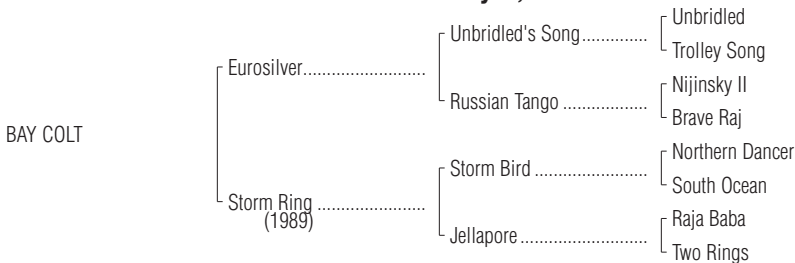 Unbridled
Unbridled's Song..............
Trolley Song
Eurosilver..........................
Nijinsky II
Russian Tango ..................
Brave Raj
BAY COLT
Northern Dancer
Storm Bird ........................
South Ocean
Storm Ring .......................
(1989)
Raja Baba
Jellapore...........................
Two Rings